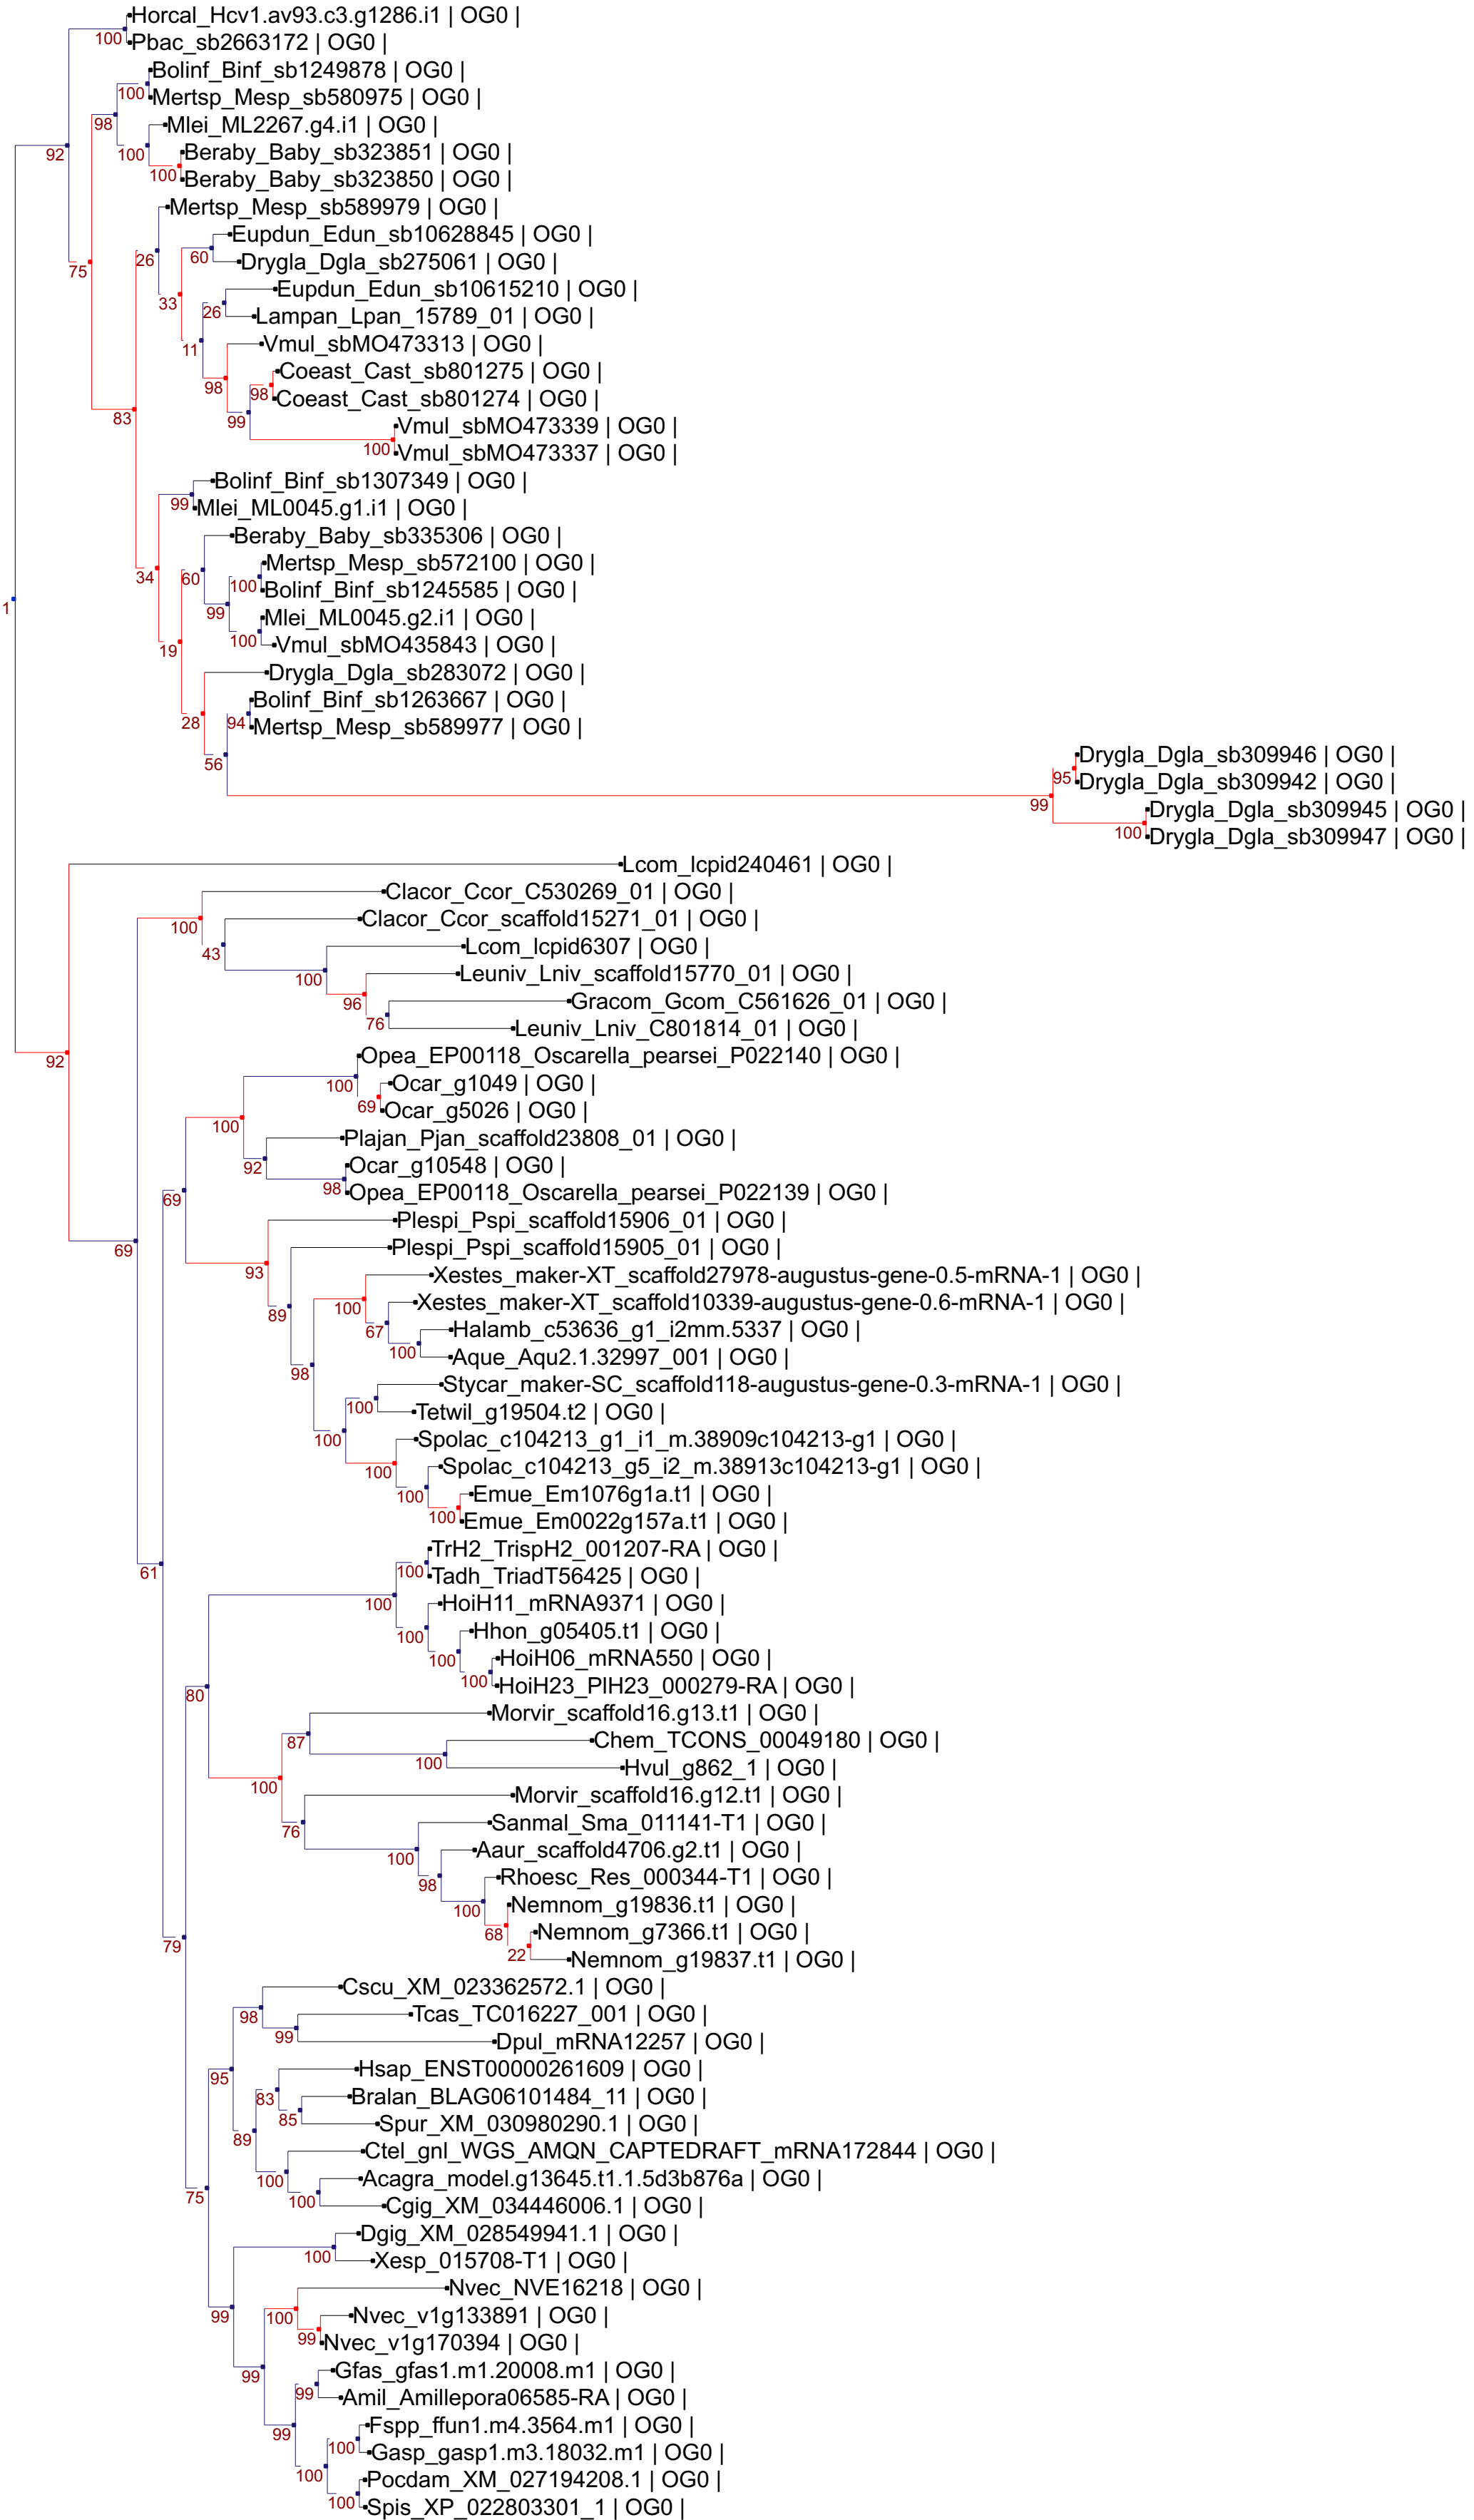 Horcal_Hcv1.av93.c3.g1286.i1 | OG0 |
100
Pbac_sb2663172 | OG0 |
Bolinf_Binf_sb1249878 | OG0 |
100
Mertsp_Mesp_sb580975 | OG0 |
98
Mlei_ML2267.g4.i1 | OG0 |
92
100
Beraby_Baby_sb323851 | OG0 |
100
Beraby_Baby_sb323850 | OG0 |
Mertsp_Mesp_sb589979 | OG0 |
Eupdun_Edun_sb10628845 | OG0 |
26
60
Drygla_Dgla_sb275061 | OG0 |
75
Eupdun_Edun_sb10615210 | OG0 |
33
26
Lampan_Lpan_15789_01 | OG0 |
Vmul_sbMO473313 | OG0 |
11
Coeast_Cast_sb801275 | OG0 |
98
98
Coeast_Cast_sb801274 | OG0 |
83
99
Vmul_sbMO473339 | OG0 |
100
Vmul_sbMO473337 | OG0 |
Bolinf_Binf_sb1307349 | OG0 |
99
Mlei_ML0045.g1.i1 | OG0 |
Beraby_Baby_sb335306 | OG0 |
Mertsp_Mesp_sb572100 | OG0 |
34
60
100
Bolinf_Binf_sb1245585 | OG0 |
1
99
Mlei_ML0045.g2.i1 | OG0 |
100
Vmul_sbMO435843 | OG0 |
19
Drygla_Dgla_sb283072 | OG0 |
Bolinf_Binf_sb1263667 | OG0 |
28
94
Mertsp_Mesp_sb589977 | OG0 |
56
Drygla_Dgla_sb309946 | OG0 |
95
Drygla_Dgla_sb309942 | OG0 |
99
Drygla_Dgla_sb309945 | OG0 |
100
Drygla_Dgla_sb309947 | OG0 |
Lcom_lcpid240461 | OG0 |
Clacor_Ccor_C530269_01 | OG0 |
100
Clacor_Ccor_scaffold15271_01 | OG0 |
43
Lcom_lcpid6307 | OG0 |
100
Leuniv_Lniv_scaffold15770_01 | OG0 |
96
Gracom_Gcom_C561626_01 | OG0 |
76
Leuniv_Lniv_C801814_01 | OG0 |
92
Opea_EP00118_Oscarella_pearsei_P022140 | OG0 |
100
Ocar_g1049 | OG0 |
69
Ocar_g5026 | OG0 |
100
Plajan_Pjan_scaffold23808_01 | OG0 |
92
Ocar_g10548 | OG0 |
98
Opea_EP00118_Oscarella_pearsei_P022139 | OG0 |
69
Plespi_Pspi_scaffold15906_01 | OG0 |
69
Plespi_Pspi_scaffold15905_01 | OG0 |
93
Xestes_maker-XT_scaffold27978-augustus-gene-0.5-mRNA-1 | OG0 |
89
100
Xestes_maker-XT_scaffold10339-augustus-gene-0.6-mRNA-1 | OG0 |
67
Halamb_c53636_g1_i2mm.5337 | OG0 |
100
Aque_Aqu2.1.32997_001 | OG0 |
98
Stycar_maker-SC_scaffold118-augustus-gene-0.3-mRNA-1 | OG0 |
100
Tetwil_g19504.t2 | OG0 |
100
Spolac_c104213_g1_i1_m.38909c104213-g1 | OG0 |
100
Spolac_c104213_g5_i2_m.38913c104213-g1 | OG0 |
100
Emue_Em1076g1a.t1 | OG0 |
100
Emue_Em0022g157a.t1 | OG0 |
TrH2_TrispH2_001207-RA | OG0 |
61
100
Tadh_TriadT56425 | OG0 |
100
HoiH11_mRNA9371 | OG0 |
100
Hhon_g05405.t1 | OG0 |
100
HoiH06_mRNA550 | OG0 |
100
HoiH23_PlH23_000279-RA | OG0 |
80
Morvir_scaffold16.g13.t1 | OG0 |
87
Chem_TCONS_00049180 | OG0 |
100
Hvul_g862_1 | OG0 |
100
Morvir_scaffold16.g12.t1 | OG0 |
76
Sanmal_Sma_011141-T1 | OG0 |
100
Aaur_scaffold4706.g2.t1 | OG0 |
98
Rhoesc_Res_000344-T1 | OG0 |
100
Nemnom_g19836.t1 | OG0 |
68
Nemnom_g7366.t1 | OG0 |
79
22
Nemnom_g19837.t1 | OG0 |
Cscu_XM_023362572.1 | OG0 |
98
Tcas_TC016227_001 | OG0 |
99
Dpul_mRNA12257 | OG0 |
95
Hsap_ENST00000261609 | OG0 |
83
Bralan_BLAG06101484_11 | OG0 |
85
Spur_XM_030980290.1 | OG0 |
89
Ctel_gnl_WGS_AMQN_CAPTEDRAFT_mRNA172844 | OG0 |
100
Acagra_model.g13645.t1.1.5d3b876a | OG0 |
75
100
Cgig_XM_034446006.1 | OG0 |
Dgig_XM_028549941.1 | OG0 |
100
Xesp_015708-T1 | OG0 |
Nvec_NVE16218 | OG0 |
99
100
Nvec_v1g133891 | OG0 |
99
Nvec_v1g170394 | OG0 |
99
Gfas_gfas1.m1.20008.m1 | OG0 |
99
Amil_Amillepora06585-RA | OG0 |
99
Fspp_ffun1.m4.3564.m1 | OG0 |
100
Gasp_gasp1.m3.18032.m1 | OG0 |
100
Pocdam_XM_027194208.1 | OG0 |
100
Spis_XP_022803301_1 | OG0 |